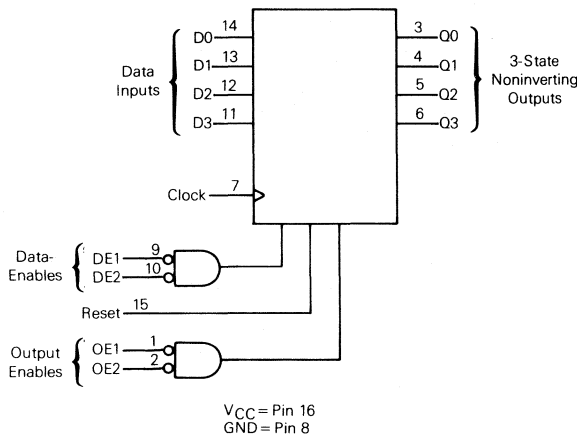 Data
Inputs
D0 14
D1 13
D2 12
D3 11
3 Q0
4 Q1
5 Q2
6 Q3
3-State
Noninverting
Outputs
Clock 7
Data-
Enables
DE1 9
DE2 10
Reset 15
Output
Enables
OE1 1
OE2 2
VCC = Pin 16
GND = Pin 8